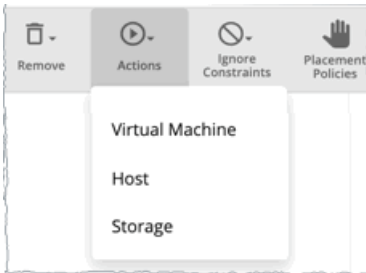 Remove
Actions
Ignore
Constraints
Placement
Policies
Virtual Machine
Host
Storage